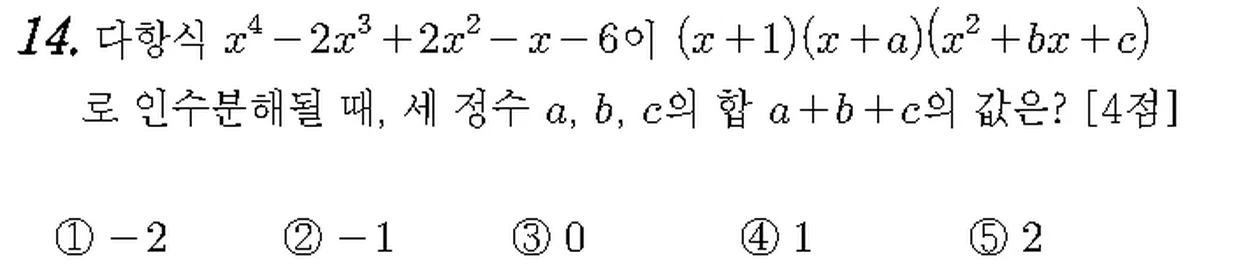 14. 다항식 x⁴−2x³+2x²−x−6이 (x+1)(x+a)(x²+bx+c)
로 인수분해될 때, 세 정수 a, b, c의 합 a+b+c의 값은? [4점]
① −2 ② −1 ③ 0 ④ 1 ⑤ 2